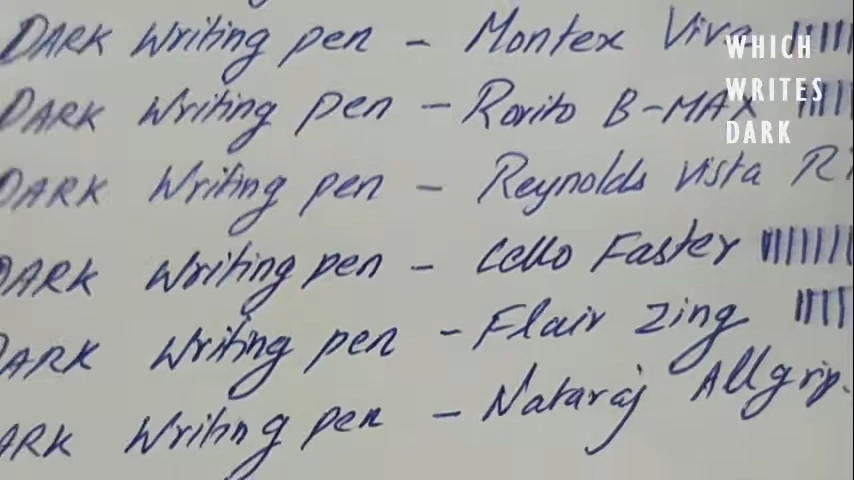 DARK Writing pen - Montex Viva
DARK Writing pen - Rorito B-MAX
DARK Writing pen - Reynolds Vista
DARK Writing pen - Cello Faster
DARK Writing pen - Flair Zing
DARK Writing pen - Nataraj Allgrip.
WHICH
WRITES
DARK